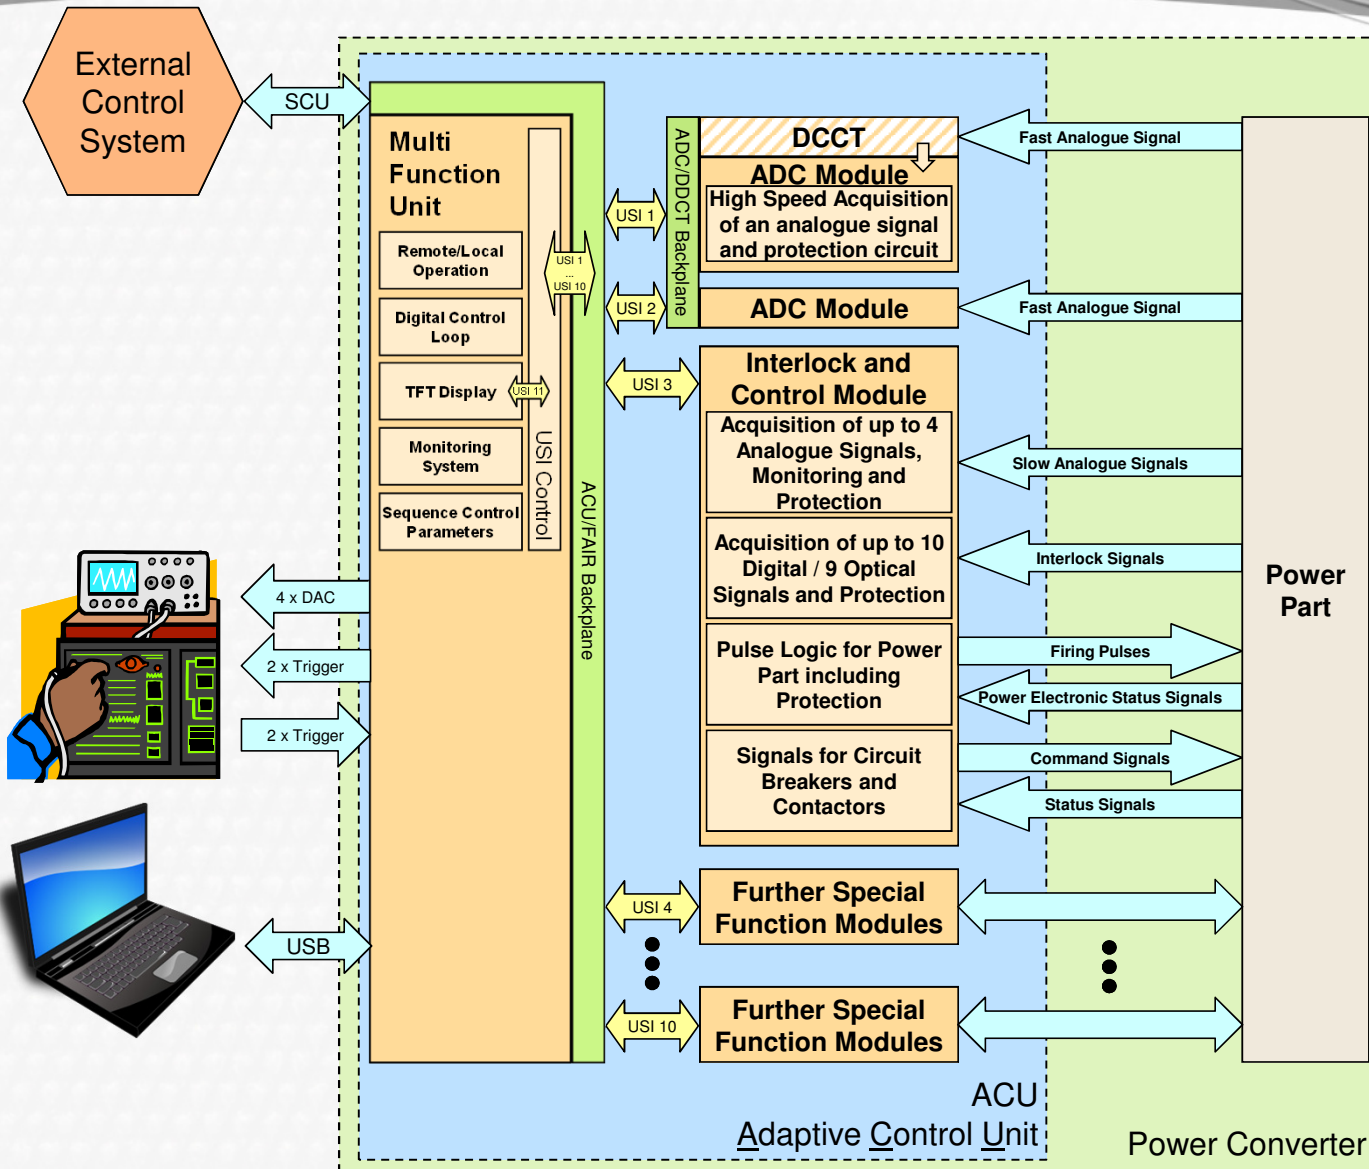 External
Control
System
SCU
Multi
Function
Unit
Remote/Local
Operation
Digital Control
Loop
TFT Display
Monitoring
System
Sequence Control
Parameters
USI 11
USI Control
USI 1
...
USI 10
ACU/FAIR Backplane
USI 1
USI 2
USI 3
USI 4
USI 10
ADC/DDCT Backplane
DCCT
ADC Module
High Speed Acquisition
of an analogue signal
and protection circuit
ADC Module
Interlock and
Control Module
Acquisition of up to 4
Analogue Signals,
Monitoring and
Protection
Acquisition of up to 10
Digital / 9 Optical
Signals and Protection
Pulse Logic for Power
Part including
Protection
Signals for Circuit
Breakers and
Contactors
Further Special
Function Modules
Further Special
Function Modules
Fast Analogue Signal
Fast Analogue Signal
Slow Analogue Signals
Interlock Signals
Firing Pulses
Power Electronic Status Signals
Command Signals
Status Signals
Power
Part
4 x DAC
2 x Trigger
2 x Trigger
USB
ACU
Adaptive Control Unit
Power Converter